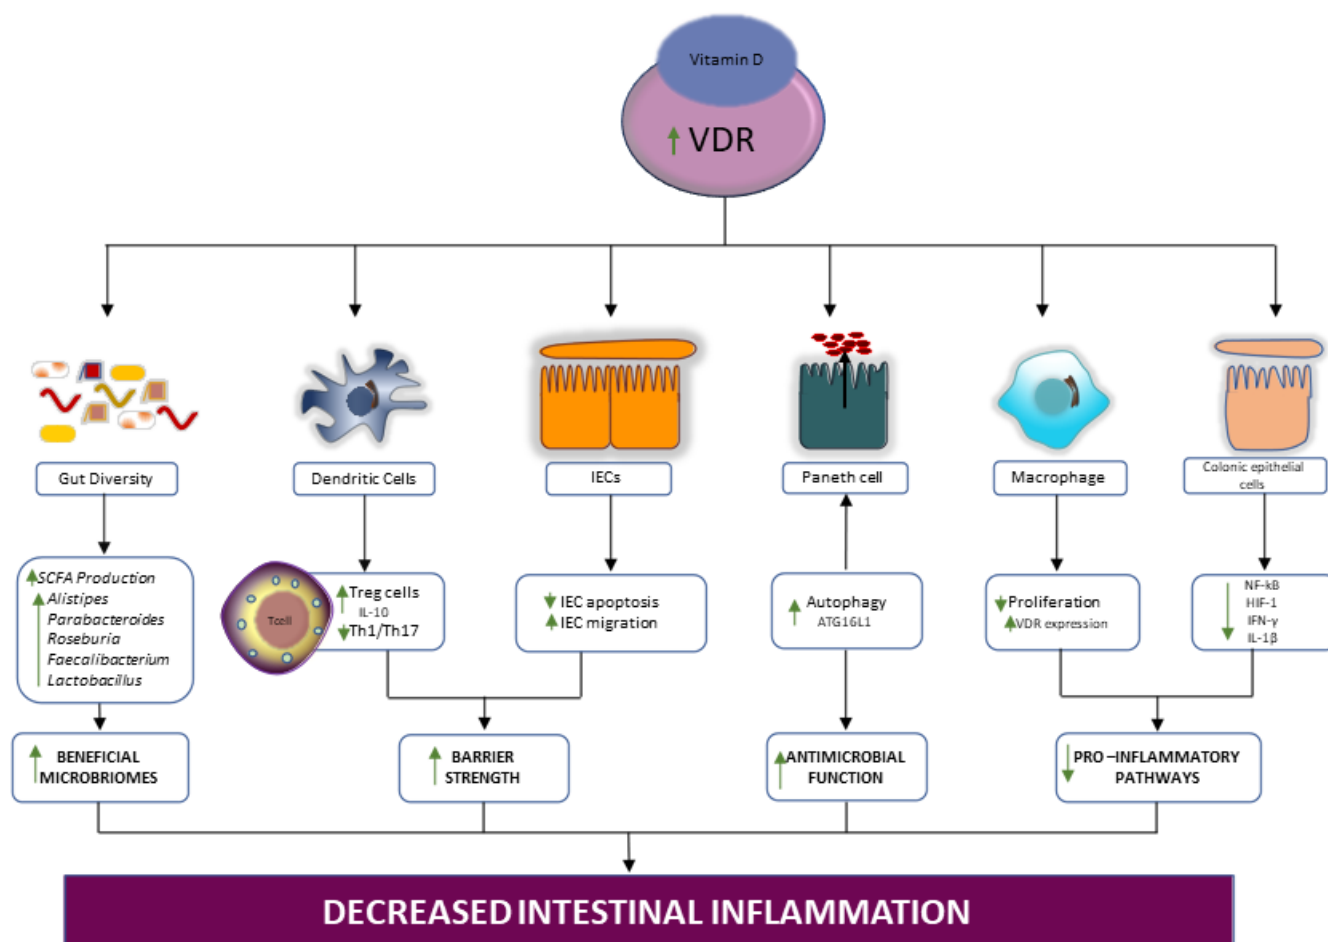 Vitamin D
VDR
Gut Diversity
Dendritic Cells
IECs
Paneth cell
Macrophage
Colonic epithelial
cells
SCFA Production
Alistipes
Parabacteroides
Roseburia
Faecalibacterium
Lactobacillus
Tcell
Treg cells
IL-10
Th1/Th17
IEC apoptosis
IEC migration
Autophagy
ATG16L1
Proliferation
VDR expression
NF-kB
HIF-1
IFN-γ
IL-1β
BENEFICIAL
MICROBRIOMES
BARRIER
STRENGTH
ANTIMICROBIAL
FUNCTION
PRO –INFLAMMATORY
PATHWAYS
DECREASED INTESTINAL INFLAMMATION